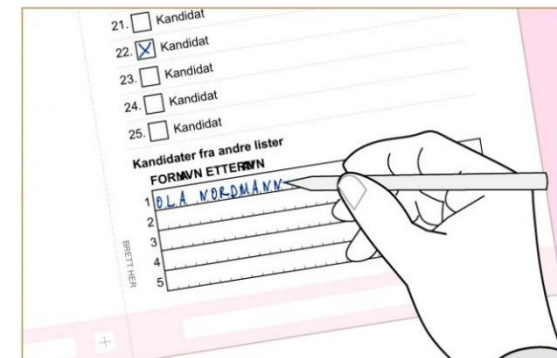 21. Kandidat
22. Kandidat
23. Kandidat
24. Kandidat
25. Kandidat
Kandidater fra andre lister
FORNAVN ETTERNAVN
1 OLA NORDMANN
2
3
4
5
BRETT HER